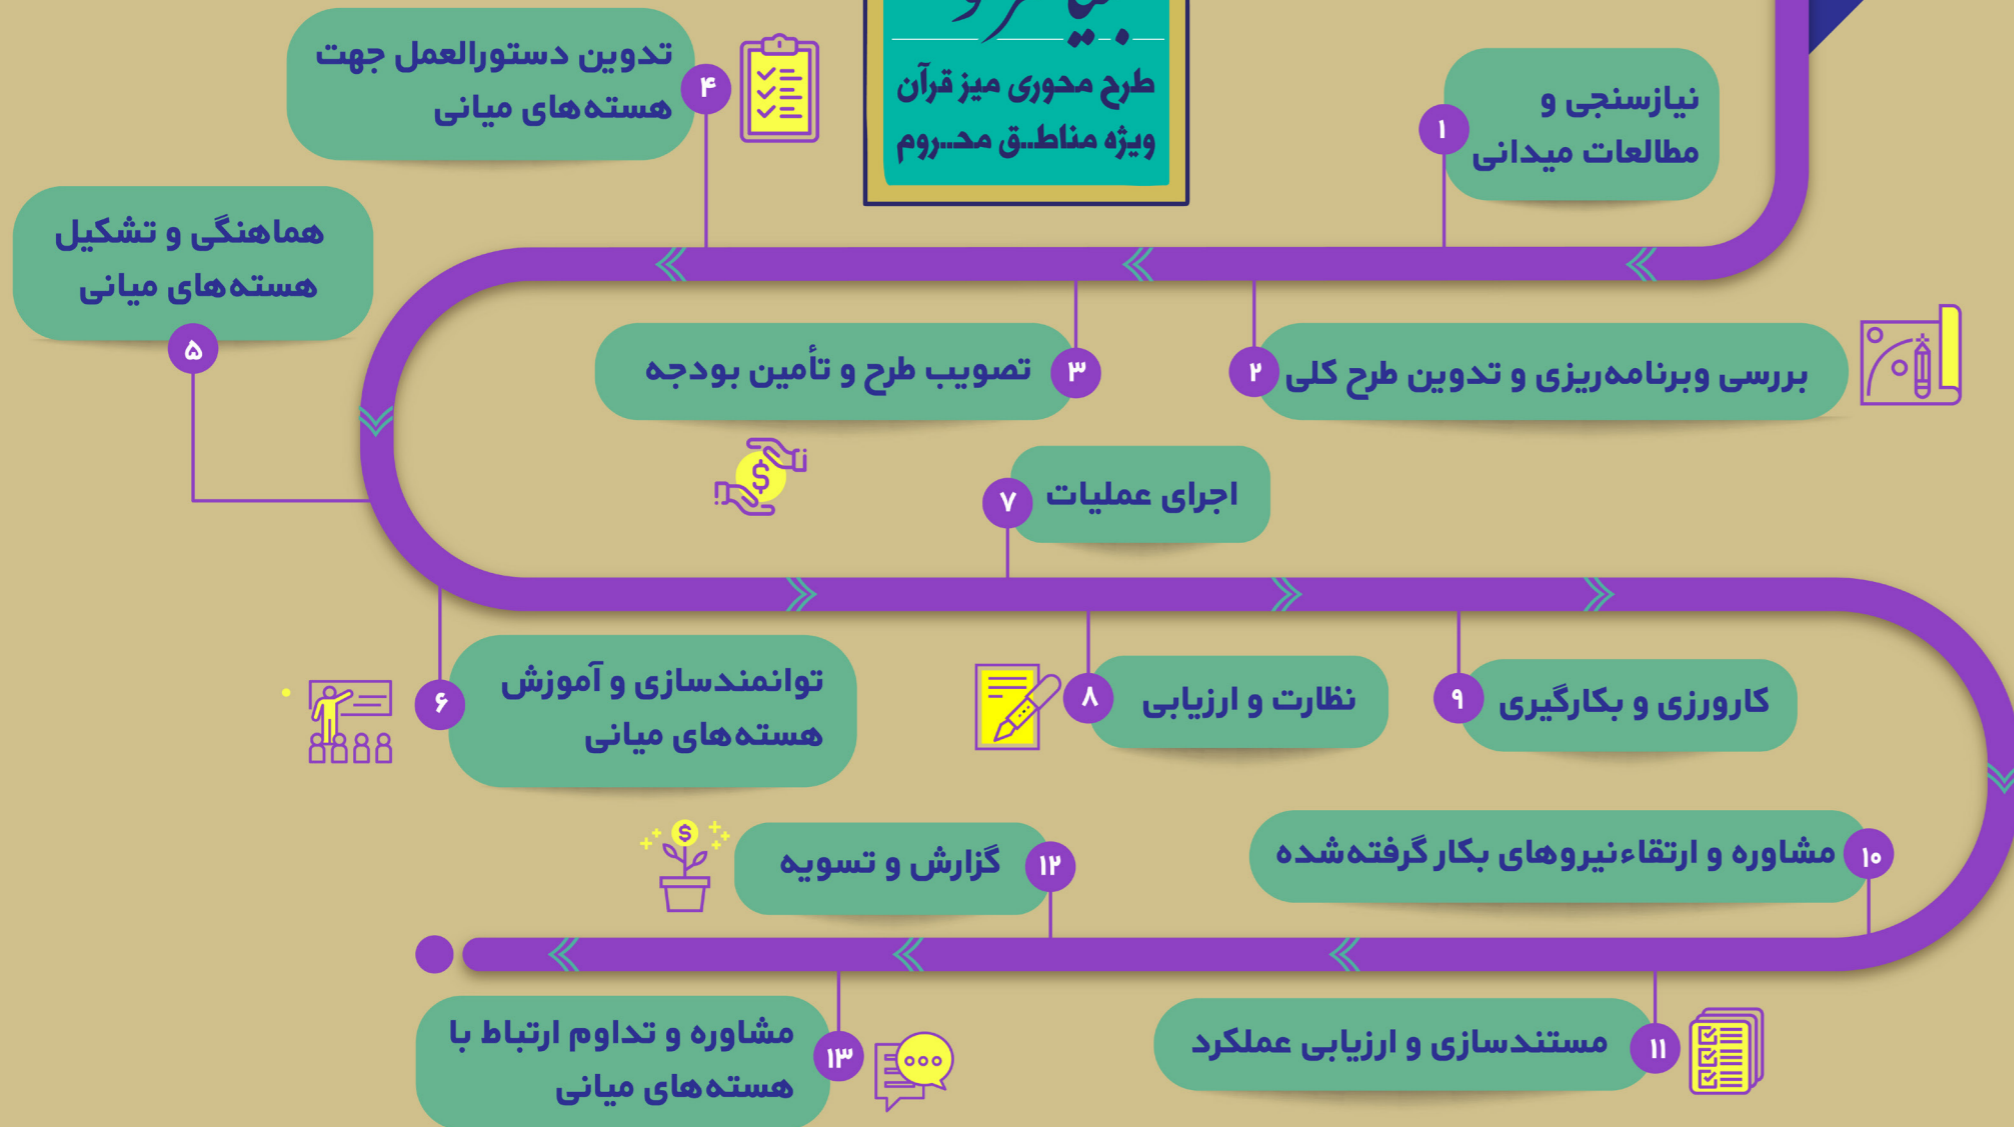 طرح محوری میز قرآن
ویژه مناطق محروم
۱
نیازسنجی و
مطالعات میدانی
۲
بررسی وبرنامه‌ریزی و تدوین طرح کلی
۳
تصویب طرح و تأمین بودجه
۴
تدوین دستورالعمل جهت
هسته‌های میانی
۵
هماهنگی و تشکیل
هسته‌های میانی
۶
توانمندسازی و آموزش
هسته‌های میانی
۷
اجرای عملیات
۸
نظارت و ارزیابی
۹
کارورزی و بکارگیری
۱۰
مشاوره و ارتقاء نیروهای بکار گرفته‌شده
۱۱
مستندسازی و ارزیابی عملکرد
۱۲
گزارش و تسویه
۱۳
مشاوره و تداوم ارتباط با
هسته‌های میانی
$
$